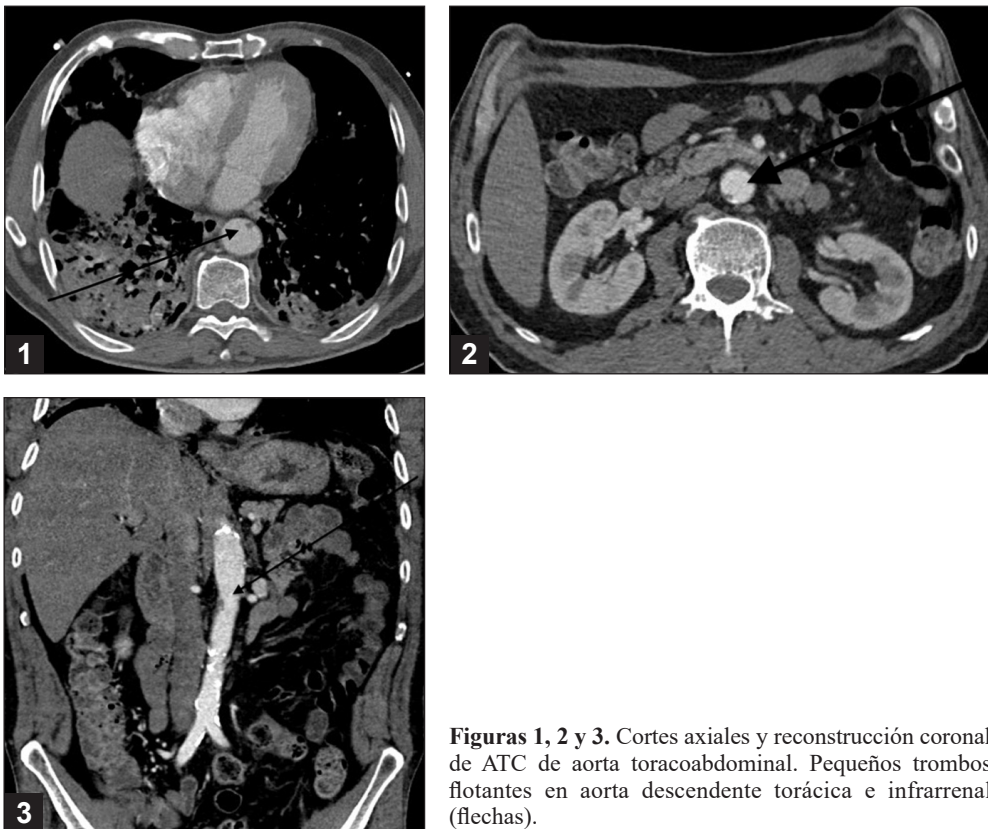 1
2
3
Figuras 1, 2 y 3. Cortes axiales y reconstrucción coronal
de ATC de aorta toracoabdominal. Pequeños trombos
flotantes en aorta descendente torácica e infrarrenal
(flechas).